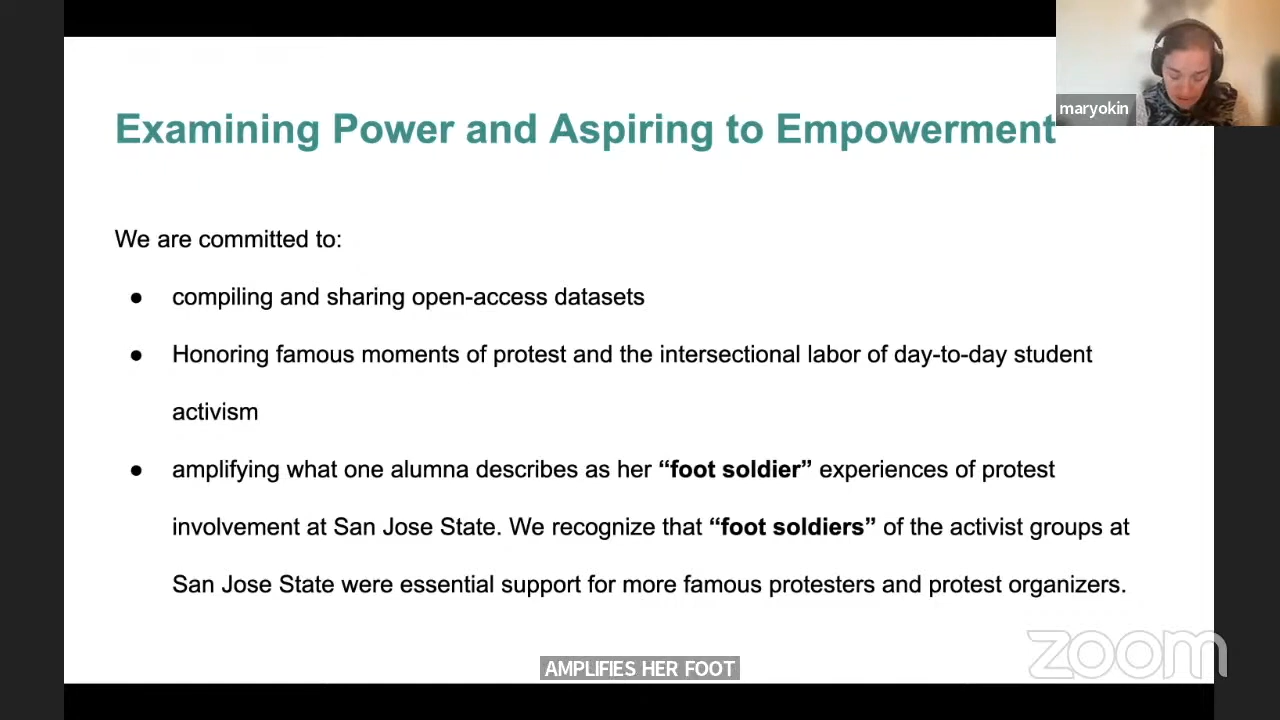 maryokin
Examining Power and Aspiring to Empowerment
We are committed to:
● compiling and sharing open-access datasets
● Honoring famous moments of protest and the intersectional labor of day-to-day student
activism
● amplifying what one alumna describes as her “foot soldier” experiences of protest
involvement at San Jose State. We recognize that “foot soldiers” of the activist groups at
San Jose State were essential support for more famous protesters and protest organizers.
zoom
AMPLIFIES HER FOOT